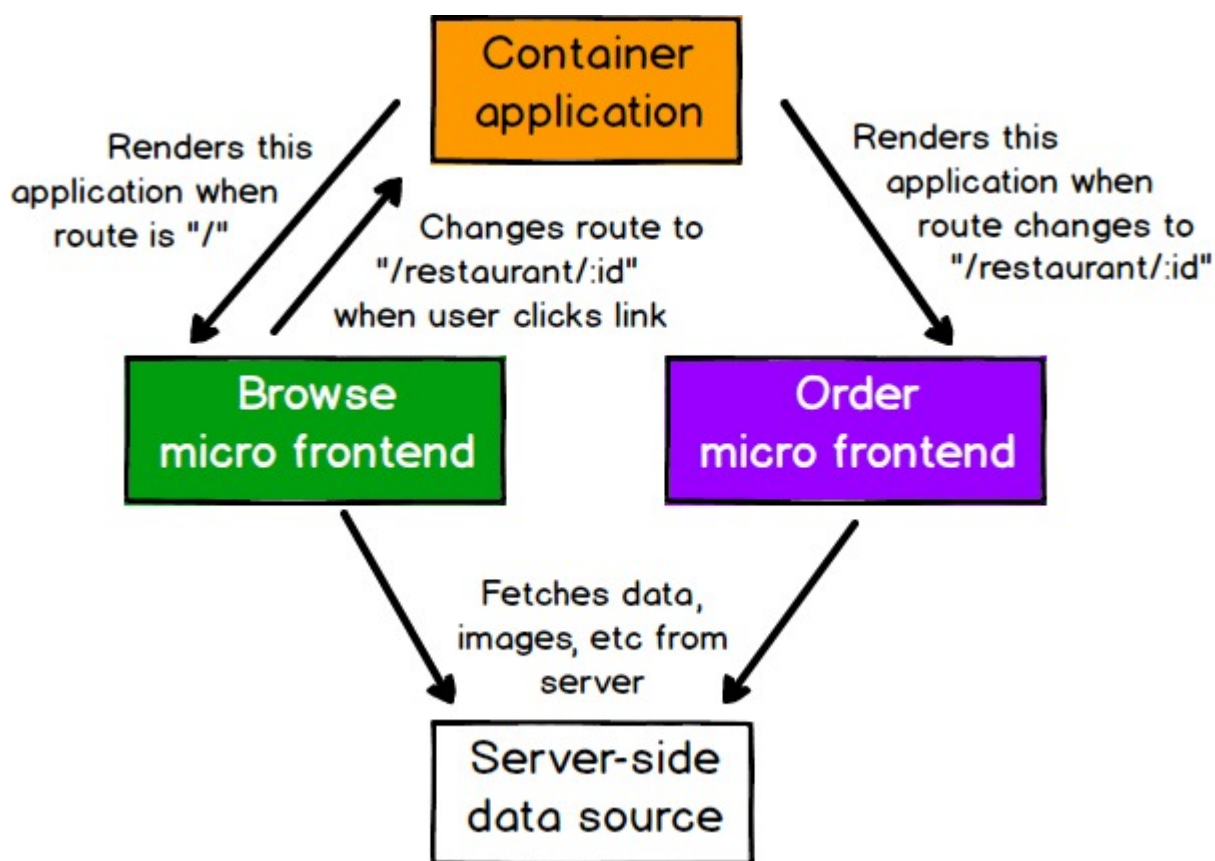 Container
application
Renders this
application when
route is "/"
Changes route to
"/restaurant/:id"
when user clicks link
Renders this
application when
route changes to
"/restaurant/:id"
Browse
micro frontend
Order
micro frontend
Fetches data,
images, etc from
server
Server-side
data source